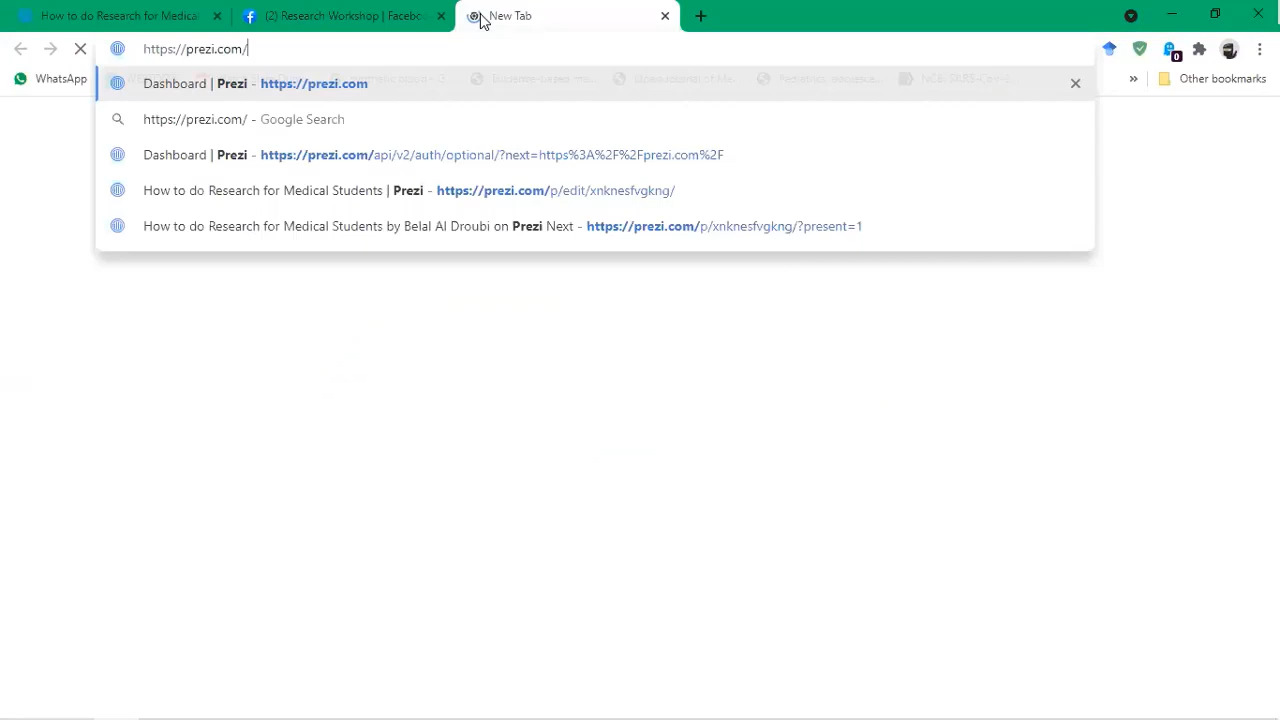 How to do Research for Medical
(2) Research Workshop | Facebo
New Tab
https://prezi.com/
WhatsApp
Other bookmarks
Dashboard | Prezi - https://prezi.com
https://prezi.com/ - Google Search
Dashboard | Prezi - https://prezi.com/api/v2/auth/optional/?next=https%3A%2F%2Fprezi.com%2F
How to do Research for Medical Students | Prezi - https://prezi.com/p/edit/xnknesfvgkng/
How to do Research for Medical Students by Belal Al Droubi on Prezi Next - https://prezi.com/p/xnknesfvgkng/?present=1
0